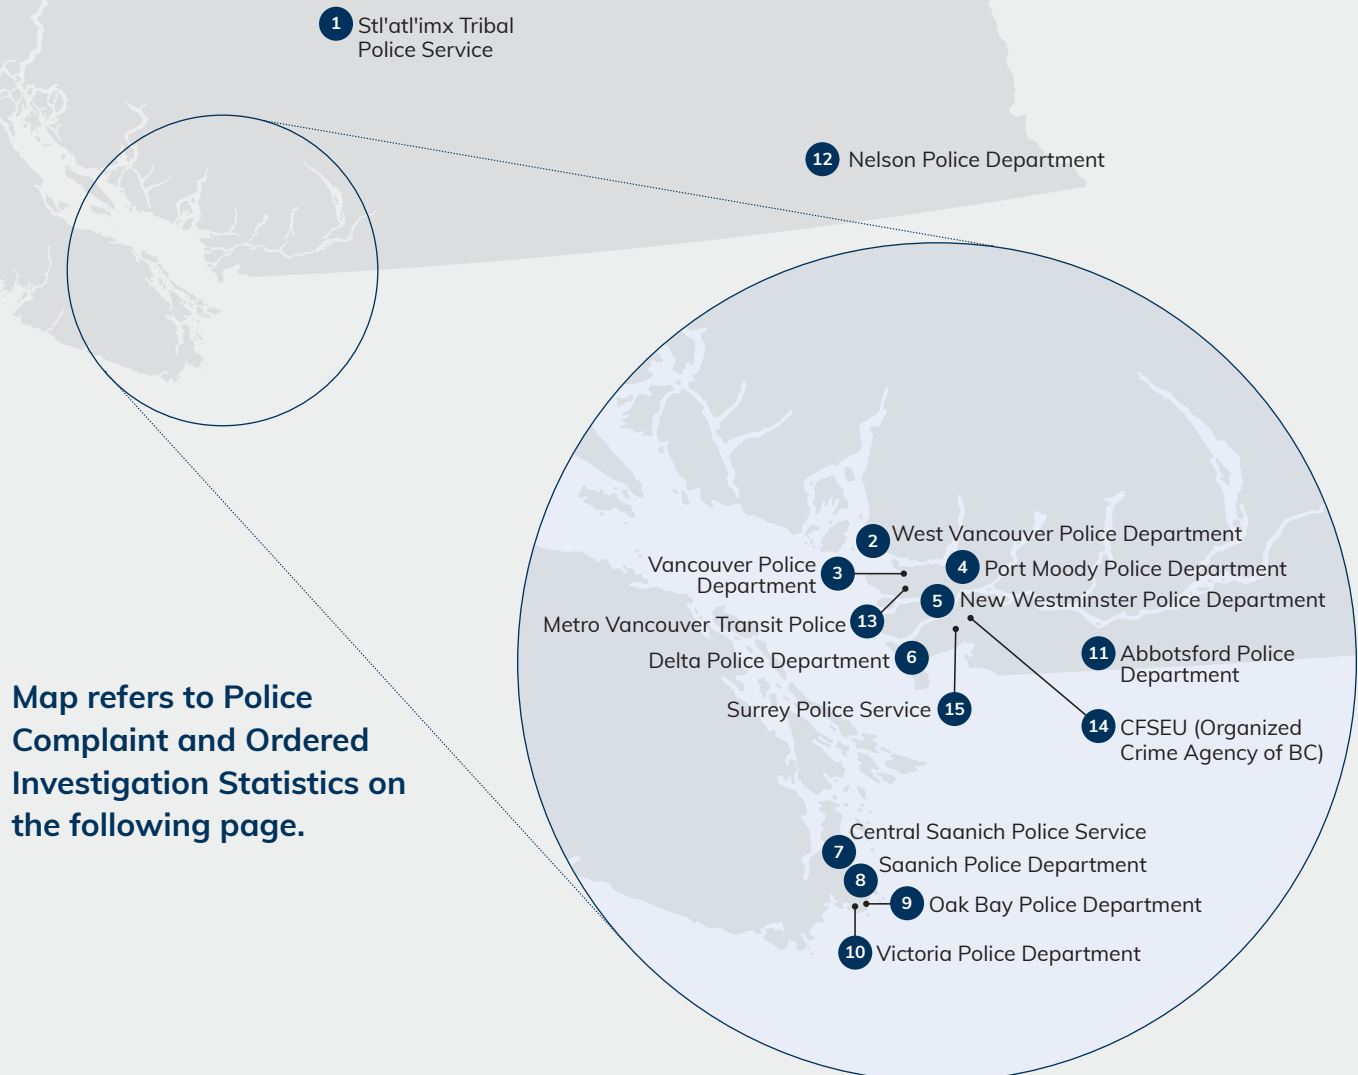 1 Stl'atl'imx Tribal
Police Service
12 Nelson Police Department
2 West Vancouver Police Department
Vancouver Police
Department 3
4 Port Moody Police Department
5 New Westminster Police Department
Metro Vancouver Transit Police 13
Delta Police Department 6
11 Abbotsford Police
Department
Surrey Police Service 15
14 CFSEU (Organized
Crime Agency of BC)
Map refers to Police
Complaint and Ordered
Investigation Statistics on
the following page.
Central Saanich Police Service
7
Saanich Police Department
8
9 Oak Bay Police Department
10 Victoria Police Department